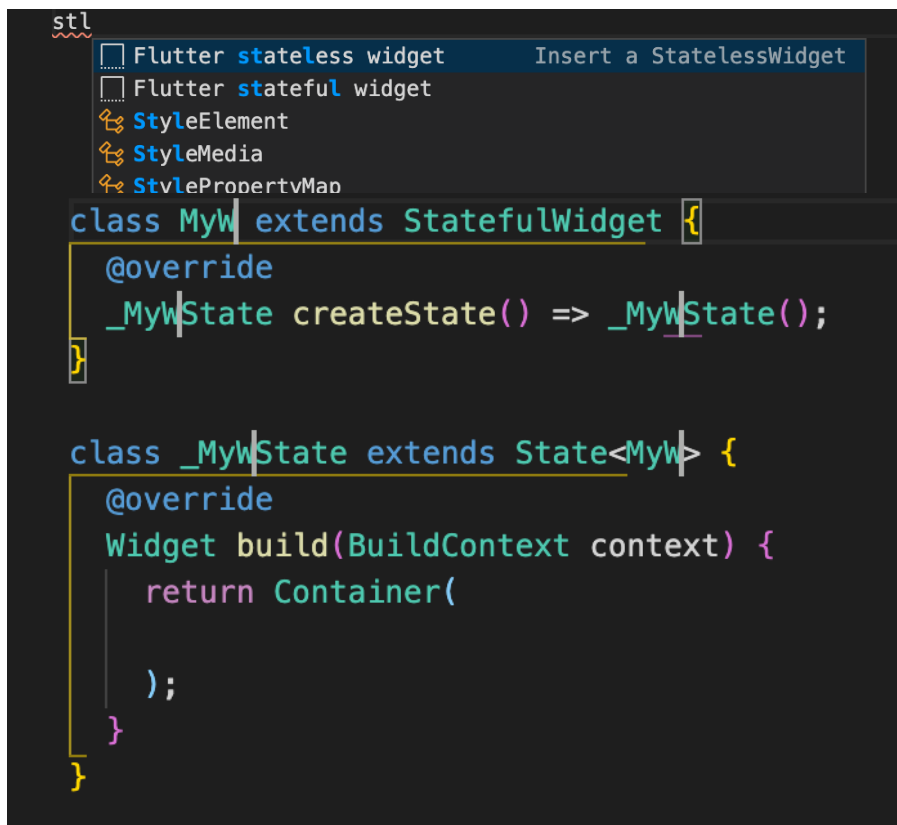 stl
Flutter stateless widget Insert a StatelessWidget
Flutter stateful widget
StyleElement
StyleMedia
StylePropertyMap
class MyW extends StatefulWidget {
@override
_MyWState createState() => _MyWState();
}
class _MyWState extends State<MyW> {
@override
Widget build(BuildContext context) {
return Container(
);
}
}